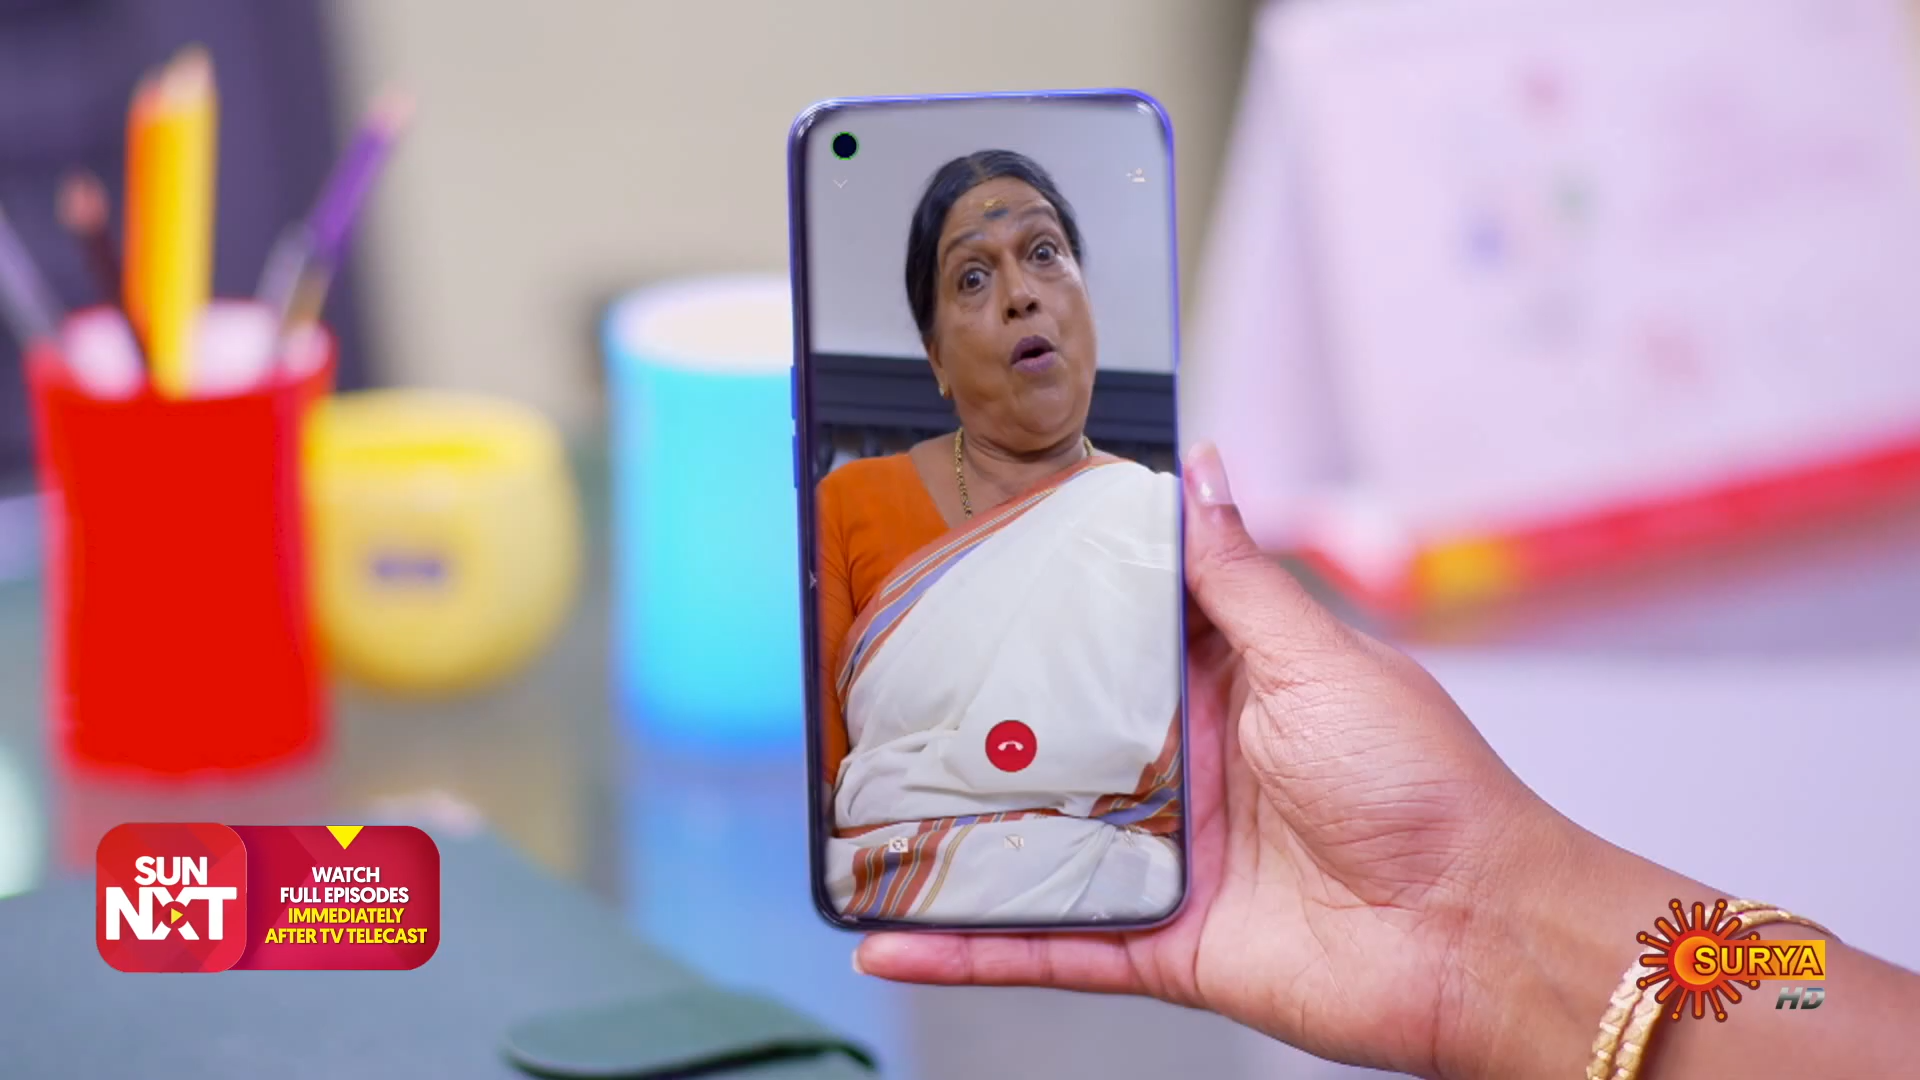 SUN
NXT
WATCH
FULL EPISODES
IMMEDIATELY
AFTER TV TELECAST
SURYA
HD